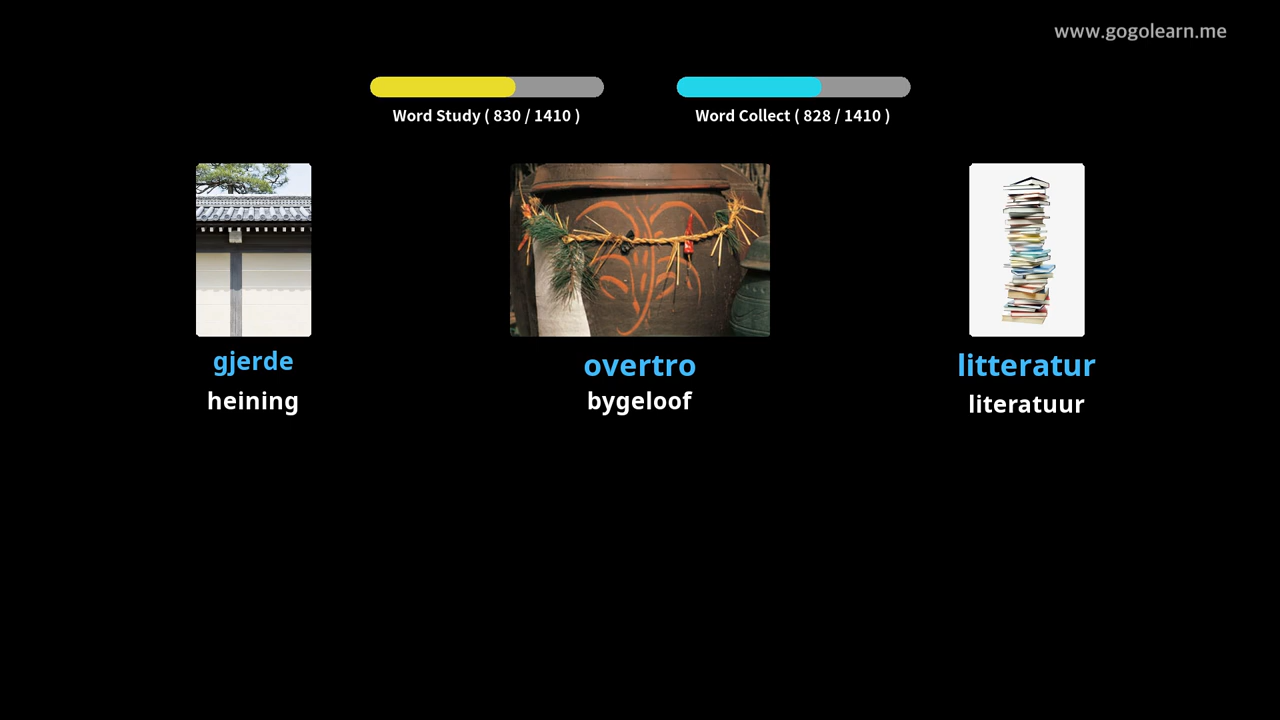 www.gogolearn.me
Word Study ( 830 / 1410 )
Word Collect ( 828 / 1410 )
gjerde
heining
overtro
bygeloof
litteratur
literatuur